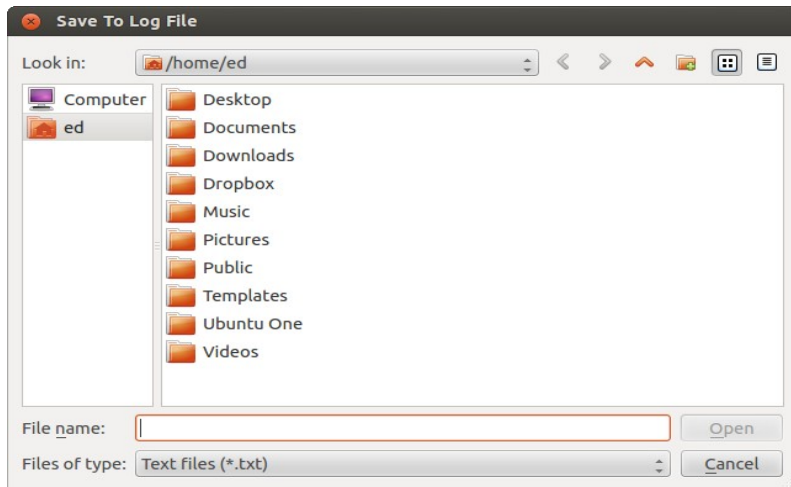 Save To Log File
Look in: /home/ed
Computer
ed
Desktop
Documents
Downloads
Dropbox
Music
Pictures
Public
Templates
Ubuntu One
Videos
File name: Open
Files of type: Text files (*.txt) Cancel